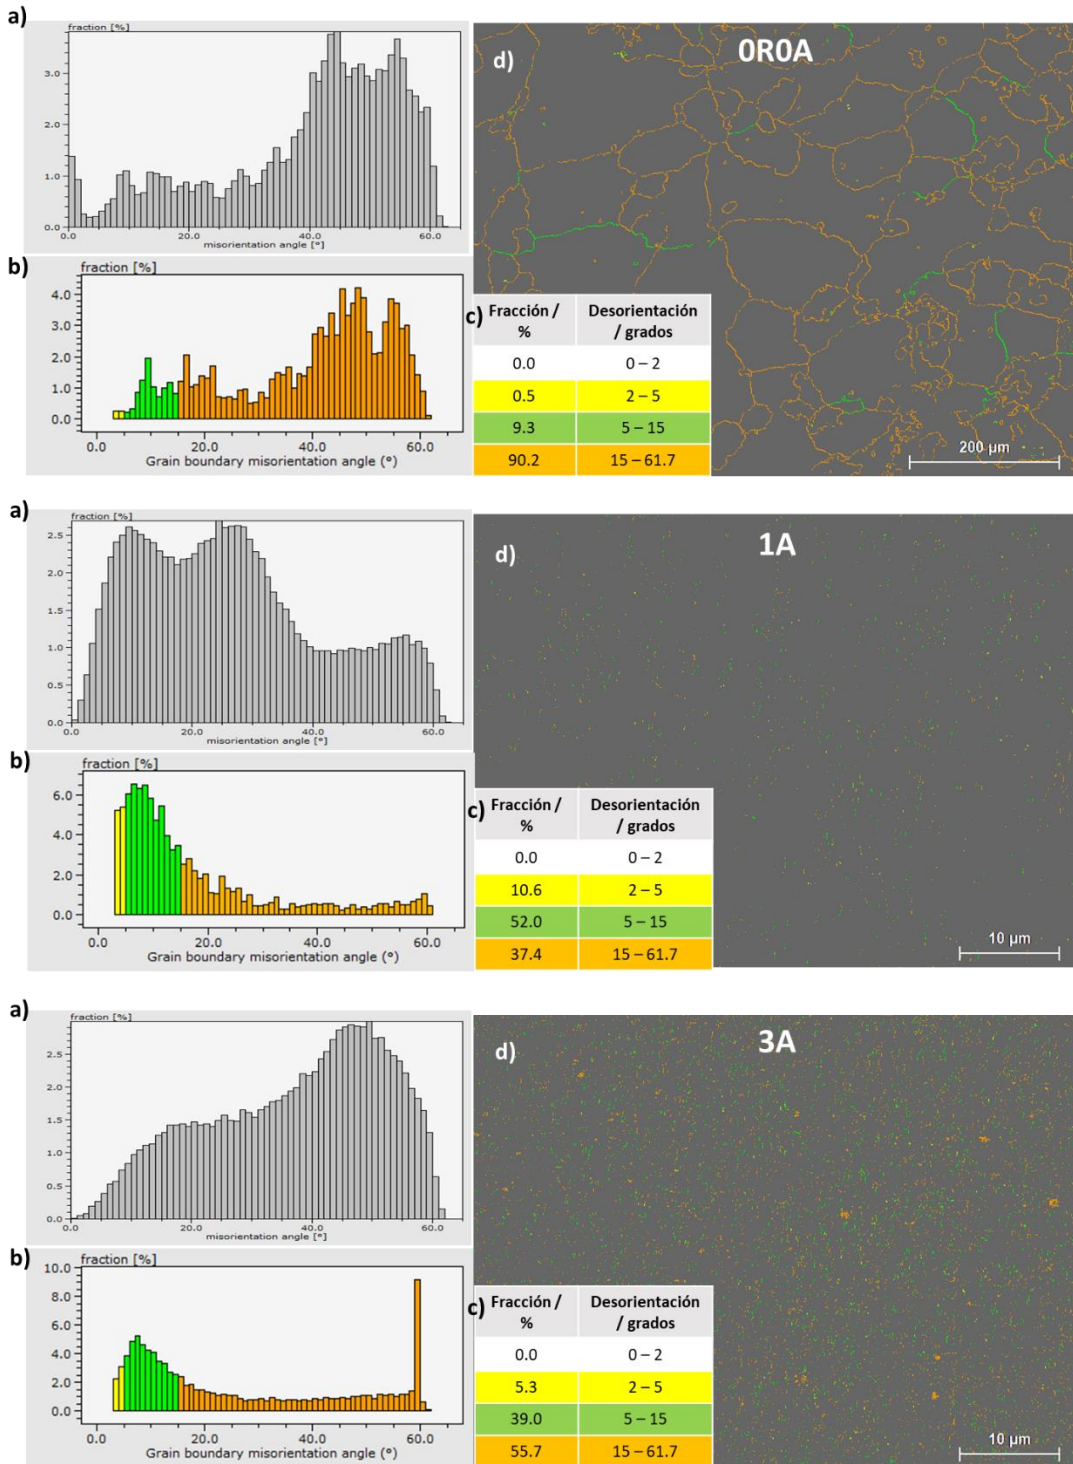 a)
fraction [%]
3.0
2.0
1.0
0.0
0.0 20.0 40.0 60.0
misorientation angle [°]
b)
fraction [%]
4.0
3.0
2.0
1.0
0.0
0.0 20.0 40.0 60.0
Grain boundary misorientation angle (°)
c)
Fracción / Desorientación
% / grados
0.0 0 – 2
0.5 2 – 5
9.3 5 – 15
90.2 15 – 61.7
d)
0R0A
200 µm
a)
fraction [%]
2.5
2.0
1.5
1.0
0.5
0.0
0.0 20.0 40.0 60.0
misorientation angle [°]
b)
fraction [%]
6.0
4.0
2.0
0.0
0.0 20.0 40.0 60.0
Grain boundary misorientation angle (°)
c)
Fracción / Desorientación
% / grados
0.0 0 – 2
10.6 2 – 5
52.0 5 – 15
37.4 15 – 61.7
d)
1A
10 µm
a)
fraction [%]
2.5
2.0
1.5
1.0
0.5
0.0
0.0 20.0 40.0 60.0
misorientation angle [°]
b)
fraction [%]
10.0
8.0
6.0
4.0
2.0
0.0
0.0 20.0 40.0 60.0
Grain boundary misorientation angle (°)
c)
Fracción / Desorientación
% / grados
0.0 0 – 2
5.3 2 – 5
39.0 5 – 15
55.7 15 – 61.7
d)
3A
10 µm